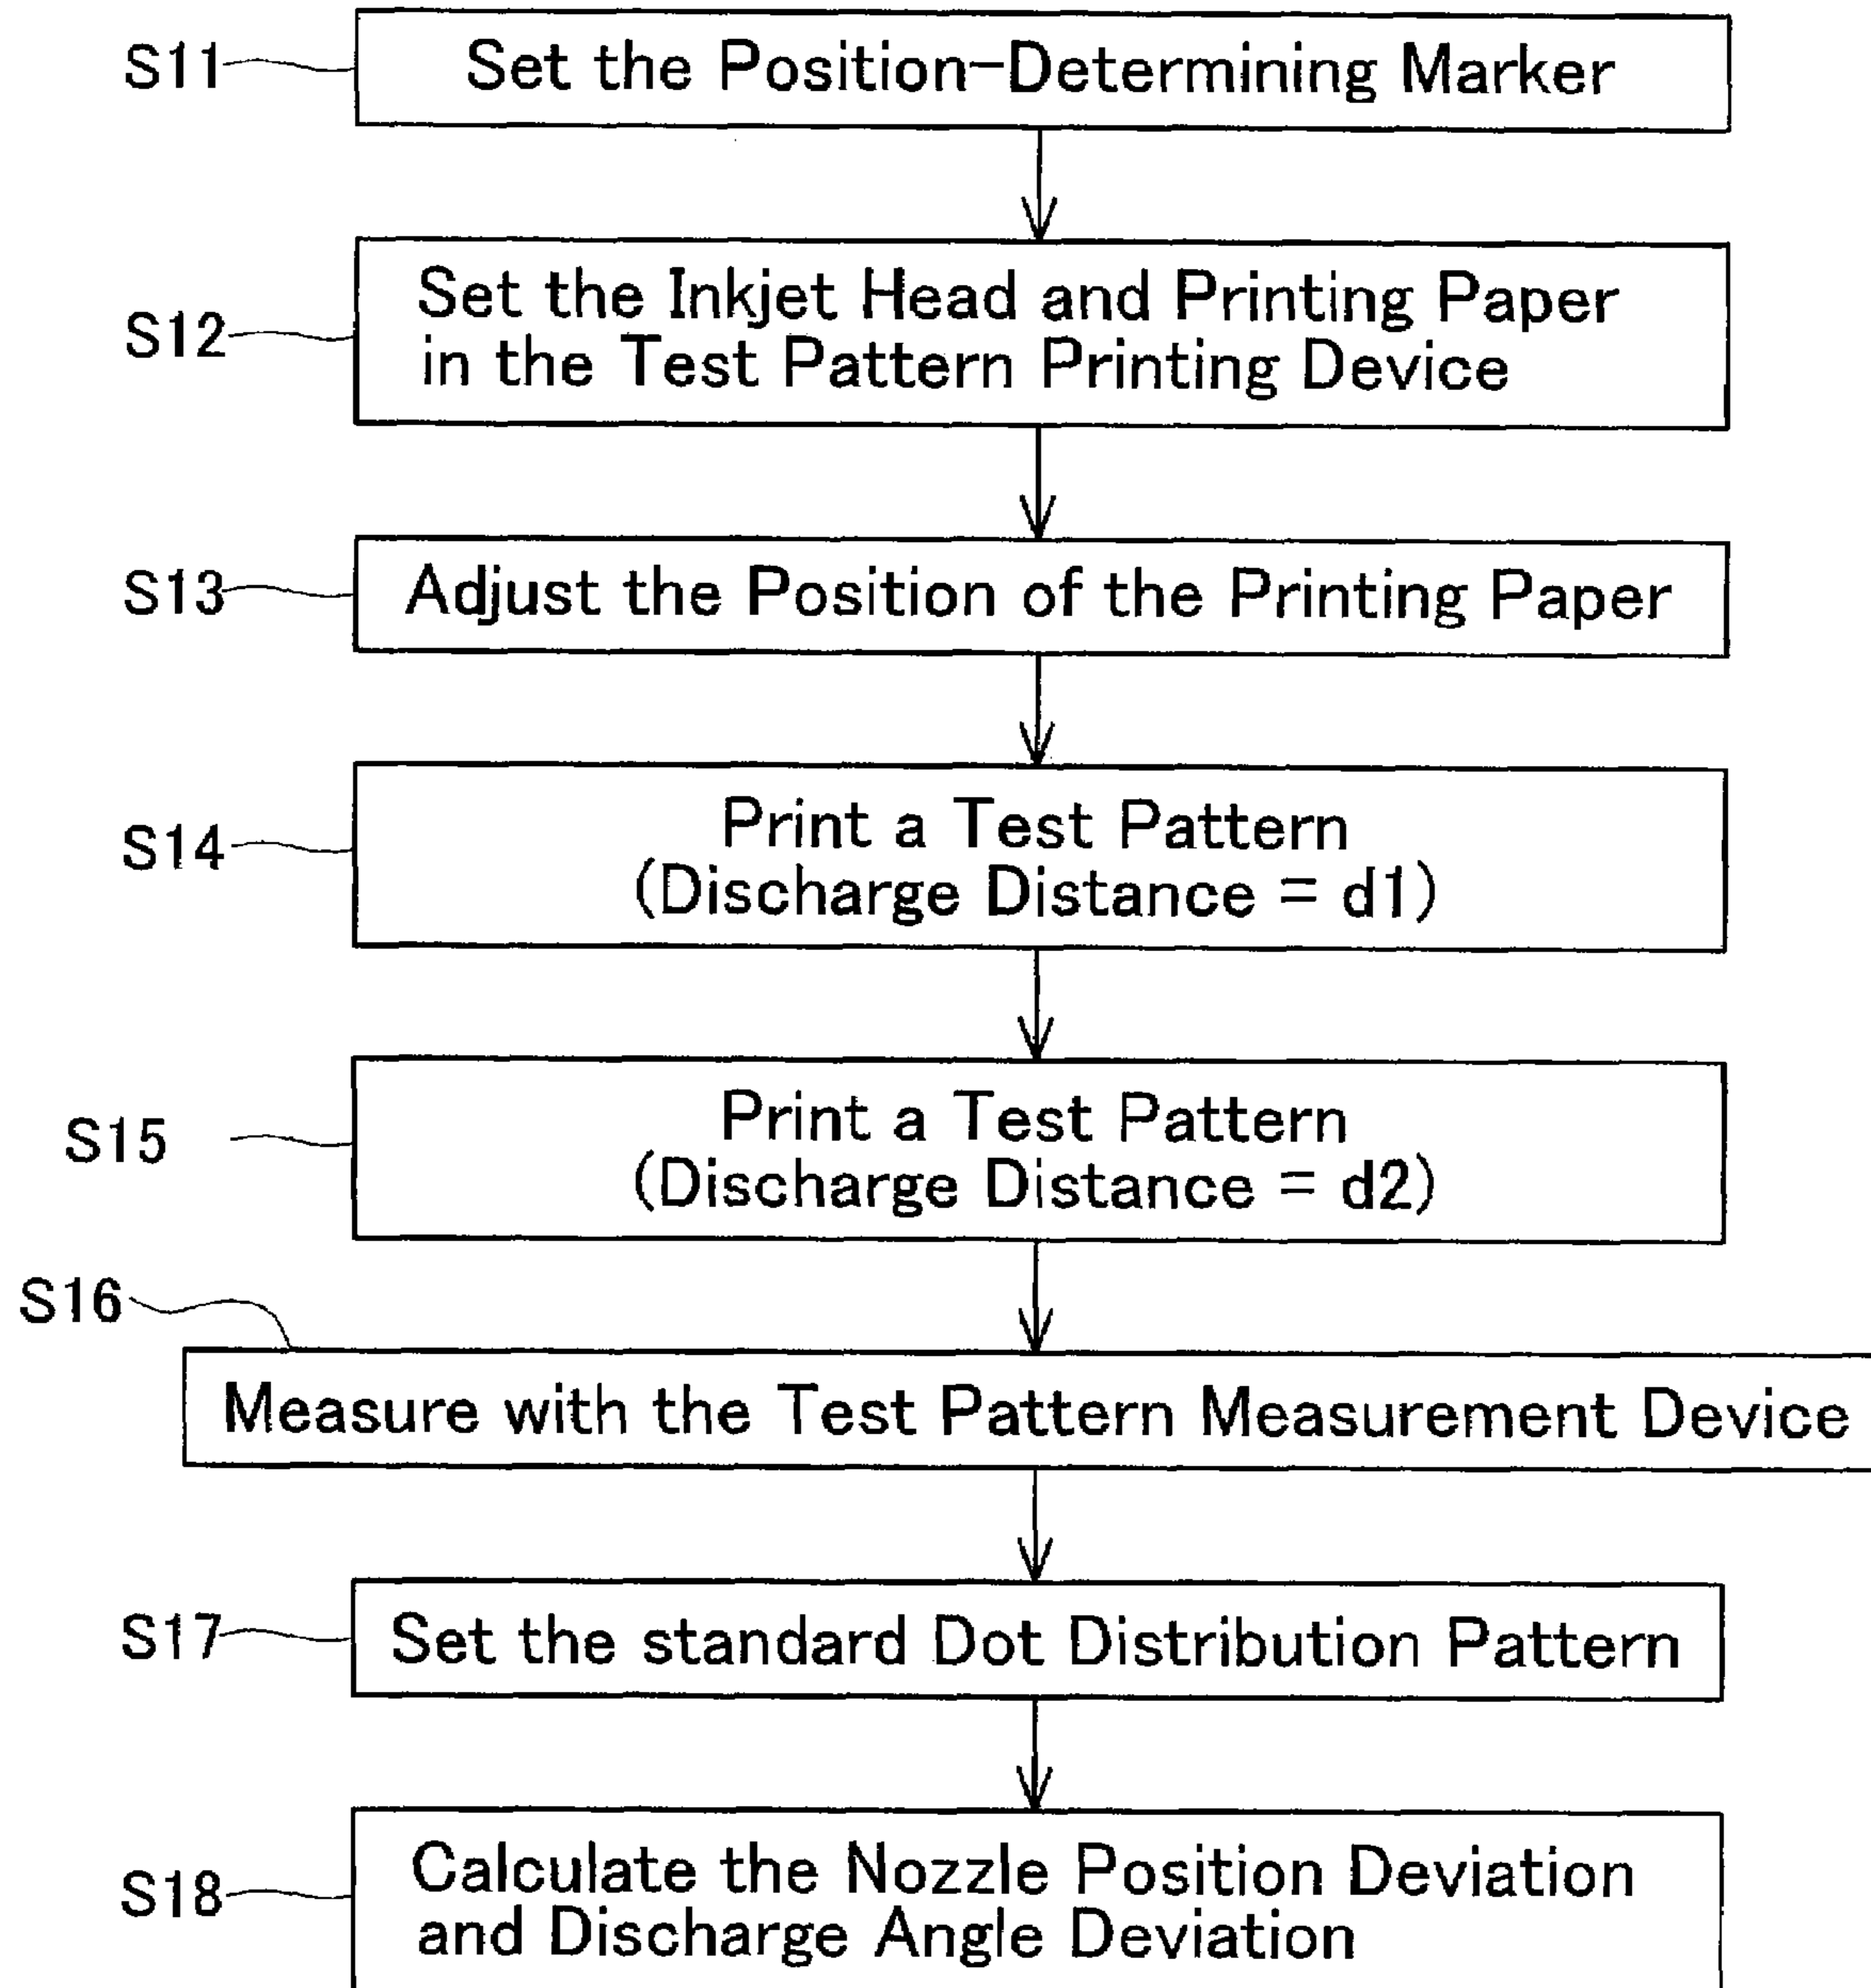 S11
Set the Position-Determining Marker
S12
Set the Inkjet Head and Printing Paper
in the Test Pattern Printing Device
S13
Adjust the Position of the Printing Paper
S14
Print a Test Pattern
(Discharge Distance = d1)
S15
Print a Test Pattern
(Discharge Distance = d2)
S16
Measure with the Test Pattern Measurement Device
S17
Set the standard Dot Distribution Pattern
S18
Calculate the Nozzle Position Deviation
and Discharge Angle Deviation